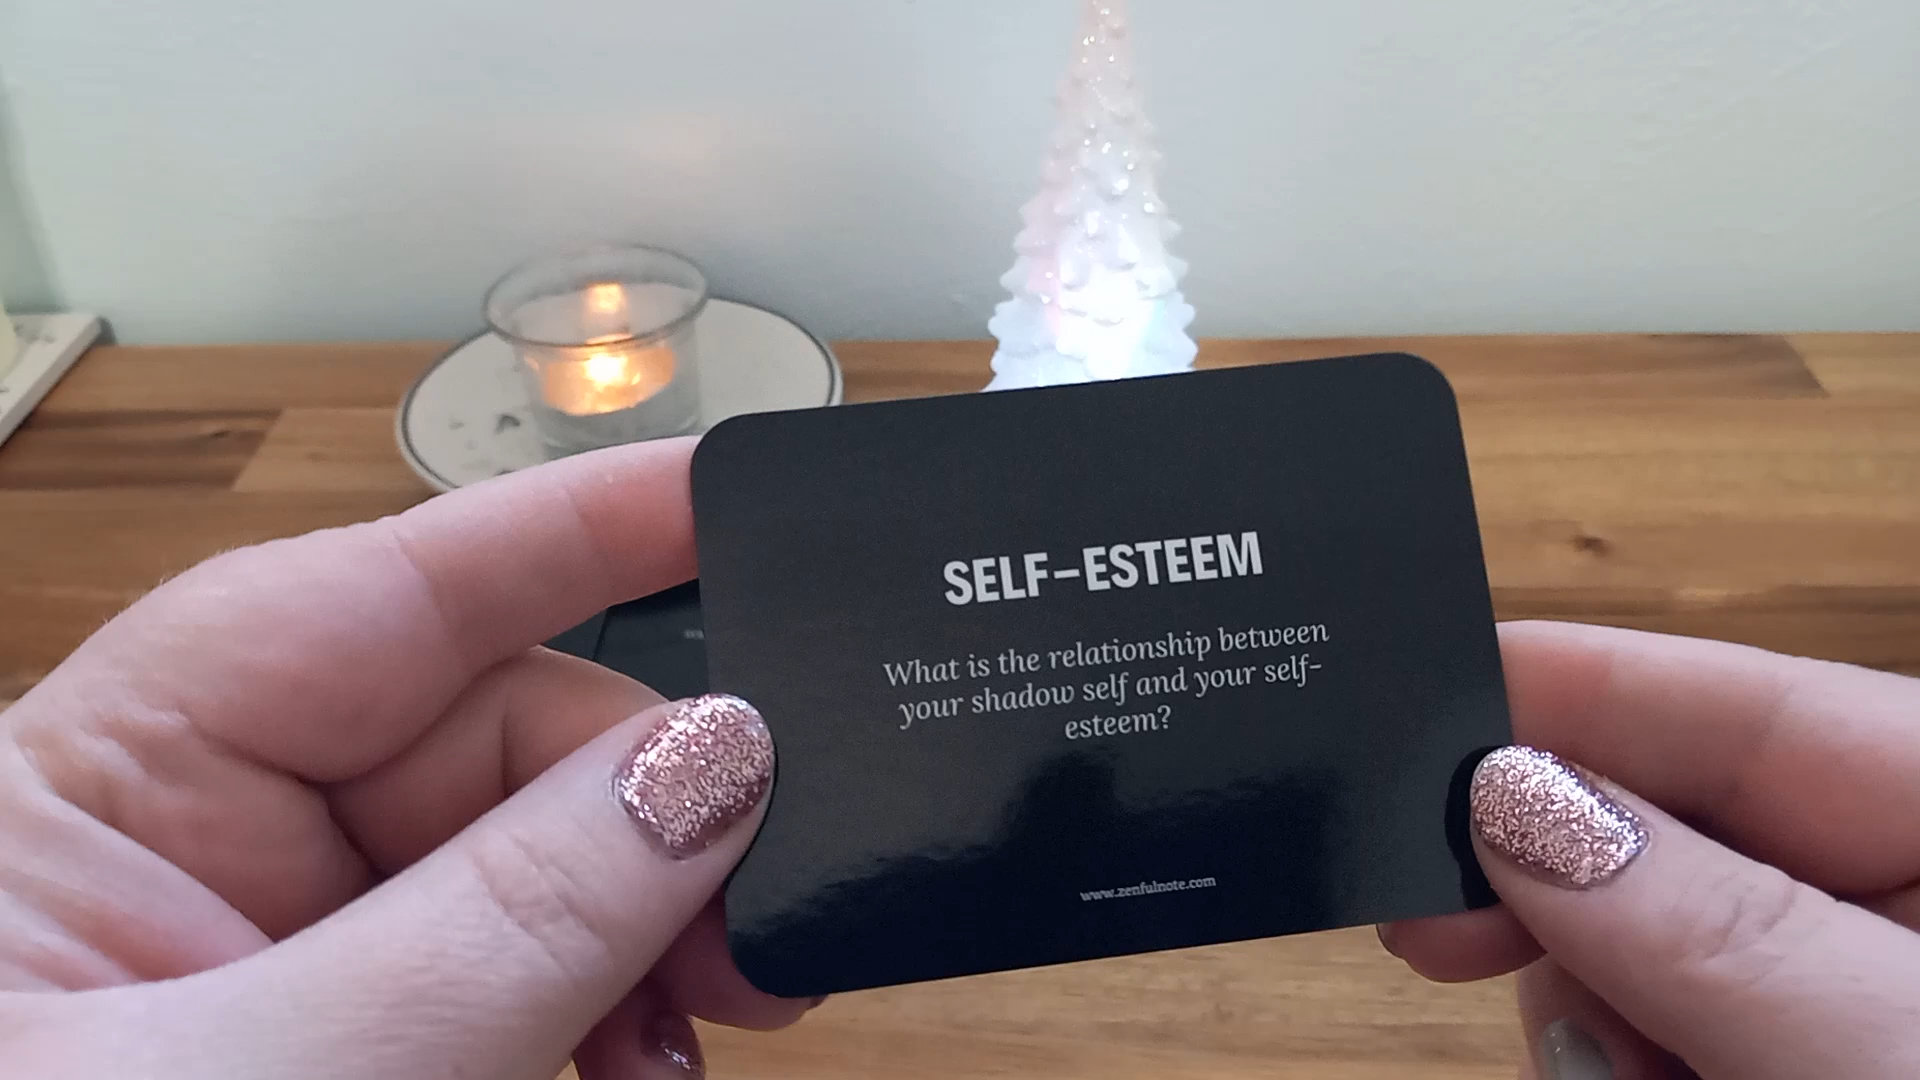 SELF-ESTEEM
What is the relationship between
your shadow self and your self-
esteem?
www.zenfulnote.com